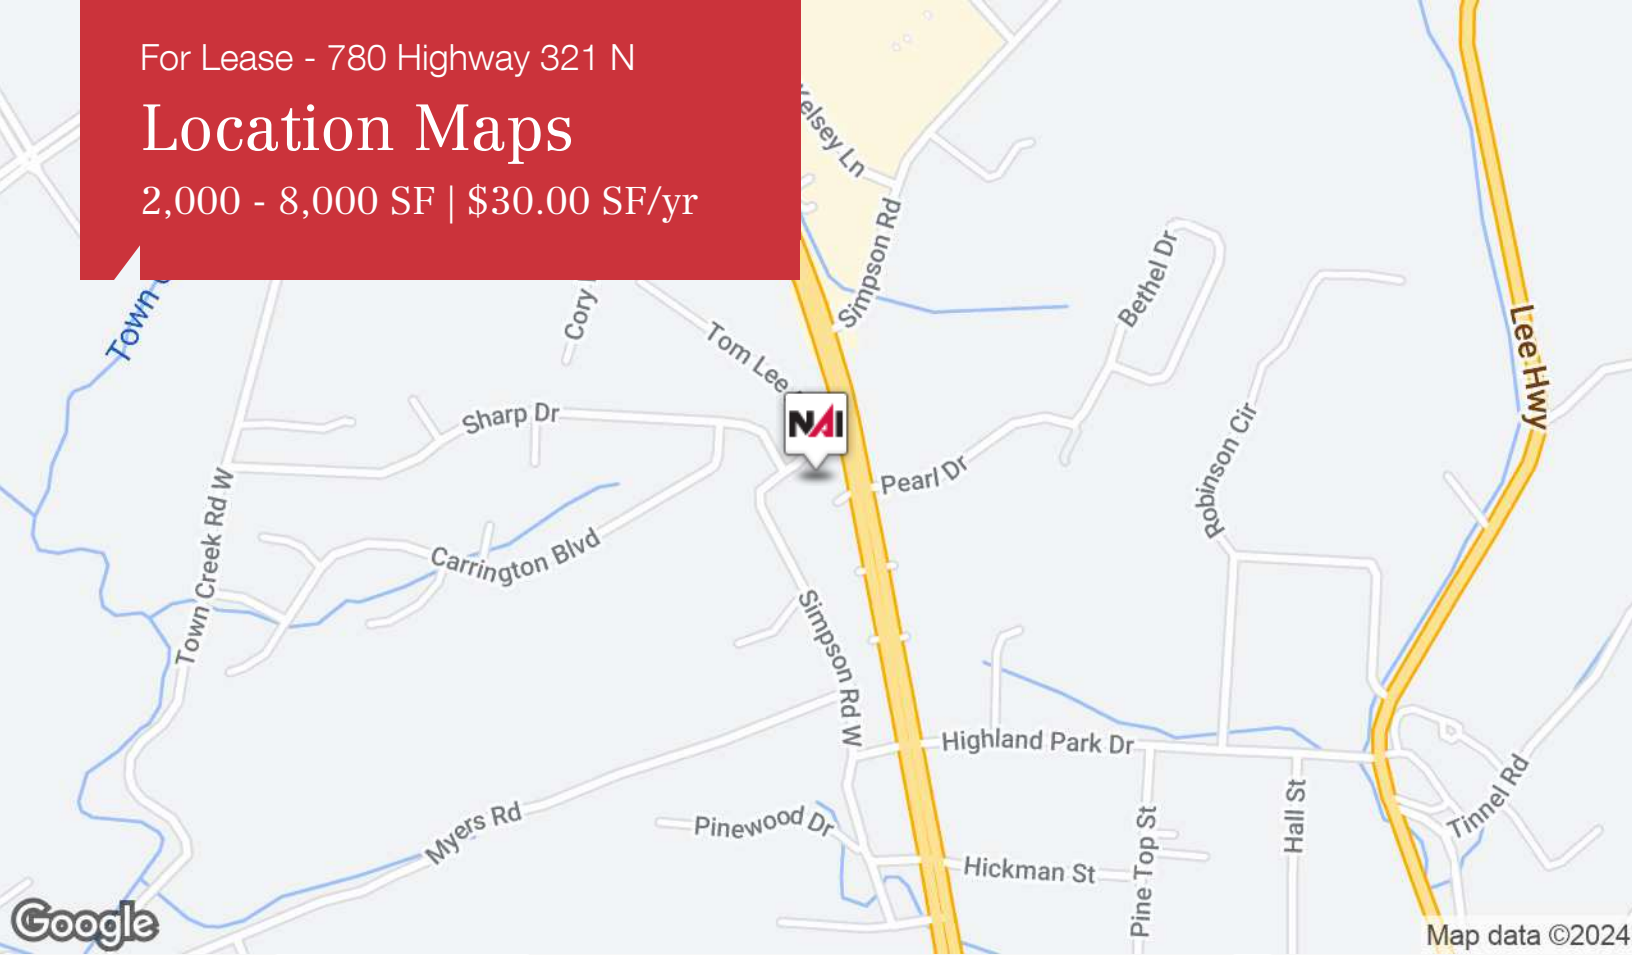 For Lease - 780 Highway 321 N
Location Maps
2,000 - 8,000 SF | $30.00 SF/yr
Kelsey Ln
Simpson Rd
Bethel Dr
Town
Cory
Tom Lee
Lee Hwy
NAI
Sharp Dr
Pearl Dr
Robinson Cir
Town Creek Rd W
Carrington Blvd
Simpson Rd W
Highland Park Dr
Myers Rd
Pinewood Dr
Hickman St
Pine Top St
Hall St
Tinnel Rd
Google
Map data ©2024